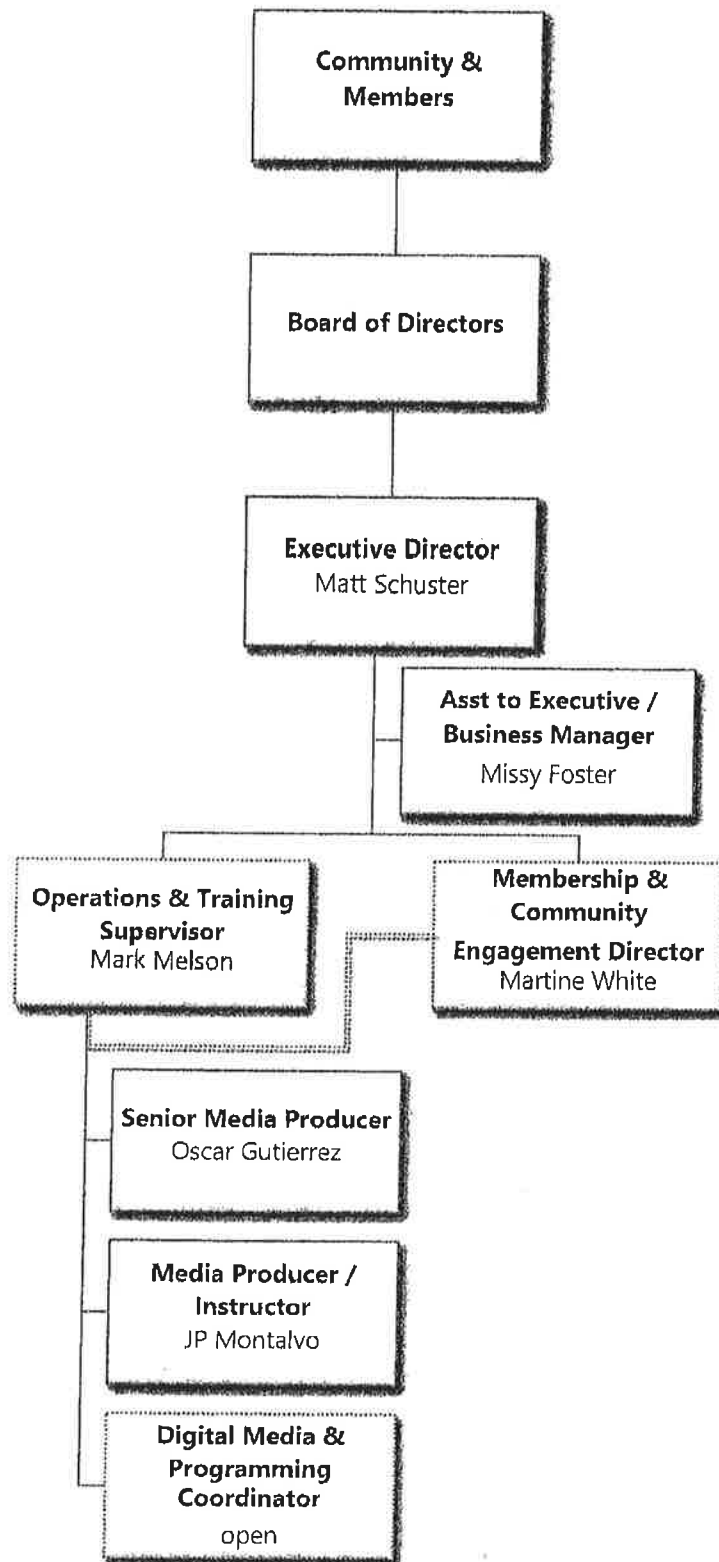 Community &
Members
Board of Directors
Executive Director
Matt Schuster
Asst to Executive /
Business Manager
Missy Foster
Operations & Training
Supervisor
Mark Melson
Membership &
Community
Engagement Director
Martine White
Senior Media Producer
Oscar Gutierrez
Media Producer /
Instructor
JP Montalvo
Digital Media &
Programming
Coordinator
open